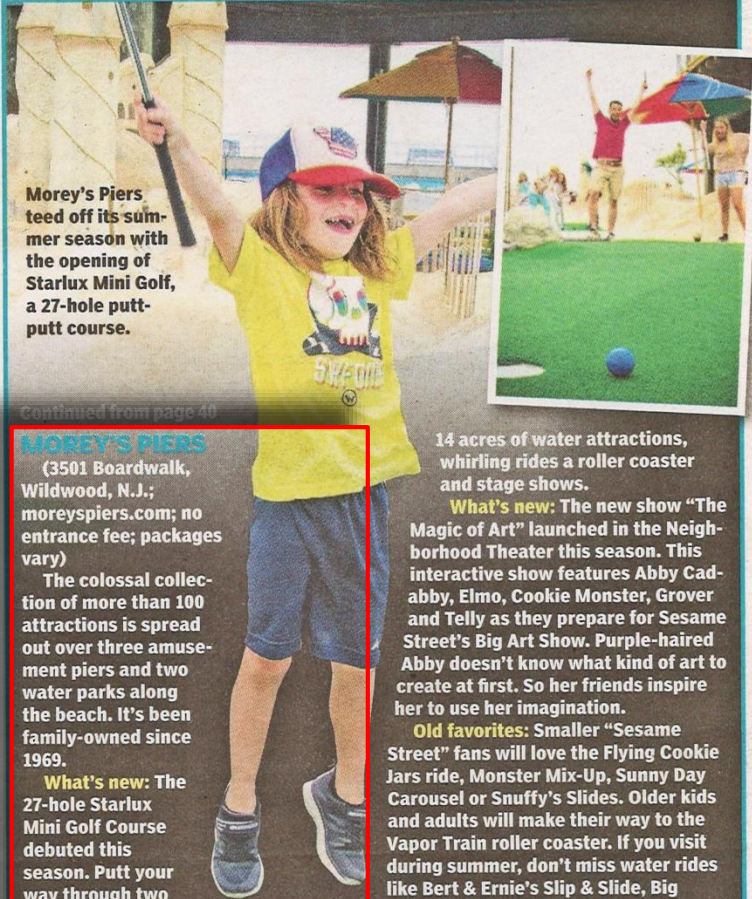 Morey's Piers
teed off its sum-
mer season with
the opening of
Starlux Mini Golf,
a 27-hole putt-
putt course.
Continued from page 40
MOREY'S PIERS
(3501 Boardwalk,
Wildwood, N.J.;
moreyspiers.com; no
entrance fee; packages
vary)
The colossal collec-
tion of more than 100
attractions is spread
out over three amuse-
ment piers and two
water parks along
the beach. It's been
family-owned since
1969.
What's new: The
27-hole Starlux
Mini Golf Course
debuted this
season. Putt your
way through two
14 acres of water attractions,
whirling rides a roller coaster
and stage shows.
What's new: The new show “The
Magic of Art” launched in the Neigh-
borhood Theater this season. This
interactive show features Abby Cad-
abby, Elmo, Cookie Monster, Grover
and Telly as they prepare for Sesame
Street's Big Art Show. Purple-haired
Abby doesn't know what kind of art to
create at first. So her friends inspire
her to use her imagination.
Old favorites: Smaller “Sesame
Street” fans will love the Flying Cookie
Jars ride, Monster Mix-Up, Sunny Day
Carousel or Snuffy's Slides. Older kids
and adults will make their way to the
Vapor Train roller coaster. If you visit
during summer, don't miss water rides
like Bert & Ernie's Slip & Slide, Big